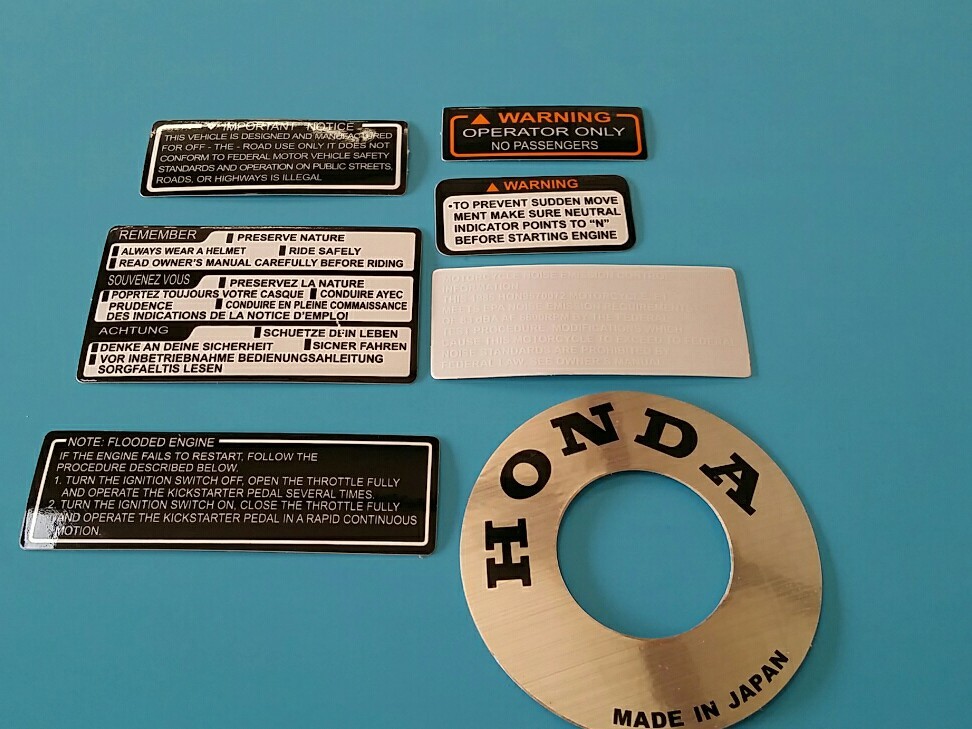 IMPORTANT NOTICE
THIS VEHICLE IS DESIGNED AND MANUFACTURED
FOR OFF - THE - ROAD USE ONLY IT DOES NOT
CONFORM TO FEDERAL MOTOR VEHICLE SAFETY
STANDARDS AND OPERATION ON PUBLIC STREETS,
ROADS, OR HIGHWAYS IS ILLEGAL
WARNING
OPERATOR ONLY
NO PASSENGERS
WARNING
·TO PREVENT SUDDEN MOVE
MENT MAKE SURE NEUTRAL
INDICATOR POINTS TO “N”
BEFORE STARTING ENGINE
REMEMBER PRESERVE NATURE
ALWAYS WEAR A HELMET RIDE SAFELY
READ OWNER'S MANUAL CAREFULLY BEFORE RIDING
SOUVENEZ VOUS PRESERVEZ LA NATURE
POPRTEZ TOUJOURS VOTRE CASQUE CONDUIRE AYEC
PRUDENCE CONDUIRE EN PLEINE COMMAISSANCE
DES INDICATIONS DE LA NOTICE D'EMPLOI
ACHTUNG SCHUETZE DEIN LEBEN
DENKE AN DEINE SICHERHEIT SICNER FAHREN
VOR INBETRIEBNAHME BEDIENUNGSAHLEITUNG
SORGFAELTIS LESEN
MOTORCYCLE NOISE EMISSION
INFORMATION
NOTE: FLOODED ENGINE
IF THE ENGINE FAILS TO RESTART, FOLLOW THE
PROCEDURE DESCRIBED BELOW.
1. TURN THE IGNITION SWITCH OFF, OPEN THE THROTTLE FULLY
AND OPERATE THE KICKSTARTER PEDAL SEVERAL TIMES.
2. TURN THE IGNITION SWITCH ON, CLOSE THE THROTTLE FULLY
AND OPERATE THE KICKSTARTER PEDAL IN A RAPID CONTINUOUS
MOTION.
HONDA
MADE IN JAPAN